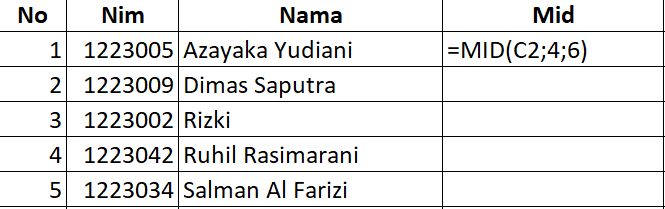 No Nim Nama Mid
1 1223005 Azayaka Yudiani =MID(C2;4;6)
2 1223009 Dimas Saputra
3 1223002 Rizki
4 1223042 Ruhil Rasimarani
5 1223034 Salman Al Farizi